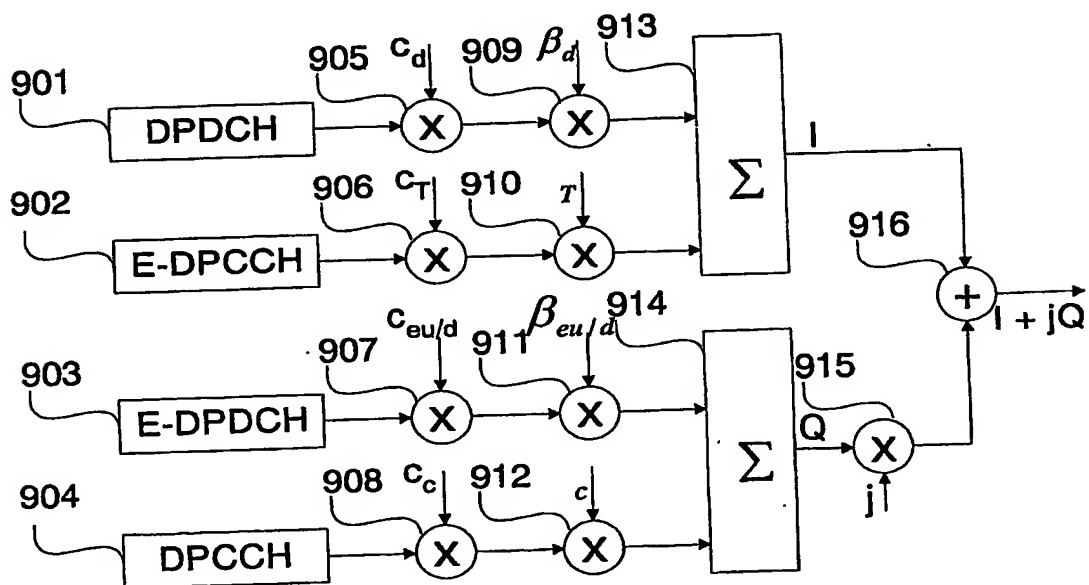 901 DPDCH 905 C_d 909 β_d 913
902 E-DPCCH 906 C_T 910 T Σ I
916 + I + jQ
903 E-DPDCH 907 C_eu/d 911 β_eu/d 914
X X X X X X X X
904 DPCCH 908 C_c 912 c Σ Q 915 X j